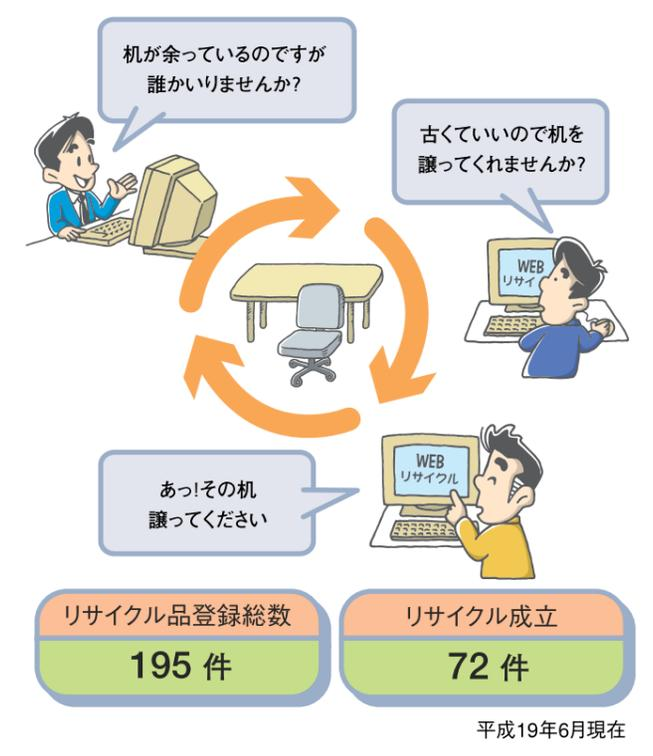 机が余っているのですが
誰かいりませんか?
古くていいので机を
譲ってくれませんか?
WEB
リサイ
WEB
リサイクル
あっ!その机
譲ってください
リサイクル品登録総数
195 件
リサイクル成立
72 件
平成19年6月現在